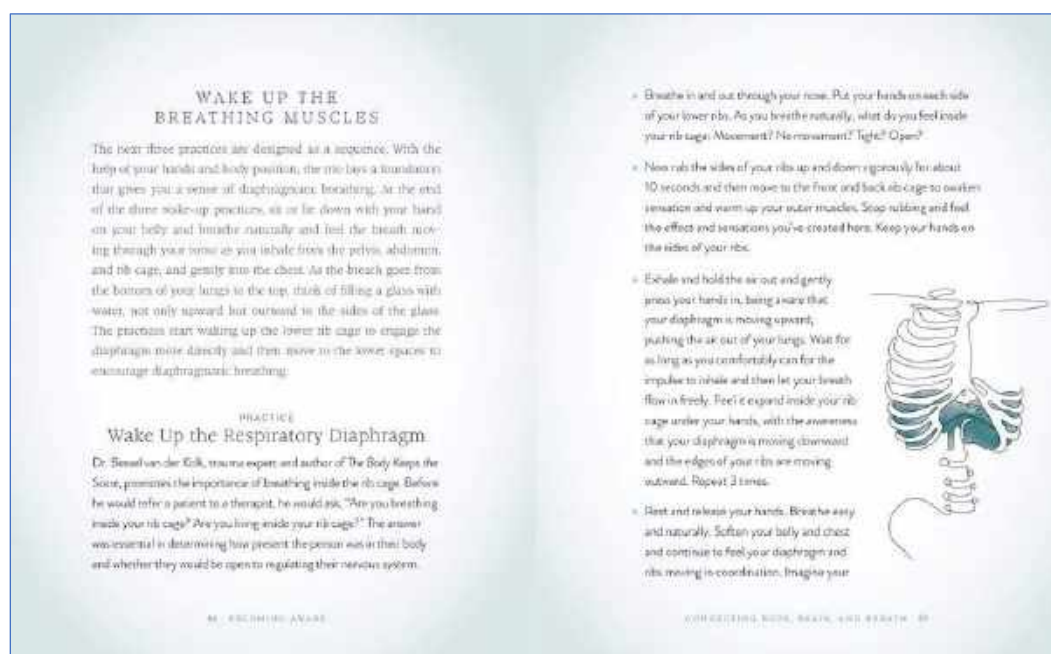 WAKE UP THE
BREATHING MUSCLES
The next three practices are designed as a sequence. With the
help of your hands and body position, the trio lays a foundation
that gives you a sense of diaphragmatic breathing. At the end
of the three wake-up practices, sit or lie down with your hand
on your belly and breathe naturally and feel the breath mov-
ing through your torso as you inhale from the pelvis, abdomen,
and rib cage, and gently into the chest. As the breath goes from
the bottom of your lungs to the top, think of filling a glass with
water, not only upward but outward to the sides of the glass.
The practices start waking up the lower rib cage to engage the
diaphragm more directly and then move to the lower spaces to
encourage diaphragmatic breathing.
PRACTICE
Wake Up the Respiratory Diaphragm
Dr. Bessel van der Kolk, trauma expert and author of The Body Keeps the
Score, promotes the importance of breathing inside the rib cage. Before
he would refer a patient to a therapist, he would ask, "Are you breathing
inside your rib cage? Are you living inside your rib cage?" The answer
was essential in determining how present the person was in their body
and whether they would be open to regulating their nervous system.
BECOMING AWARE
Breathe in and out through your nose. Put your hands on each side
of your lower ribs. As you breathe naturally, what do you feel inside
your rib cage: Movement? No movement? Tight? Open?
Now rub the sides of your ribs up and down vigorously for about
10 seconds and then move to the front and back rib cage to awaken
sensation and warm up your outer muscles. Stop rubbing and feel
the effect and sensations you've created here. Keep your hands on
the sides of your ribs.
Exhale and hold the air out and gently
press your hands in, being aware that
your diaphragm is moving upward,
pushing the air out of your lungs. Wait for
as long as you comfortably can for the
impulse to inhale and then let your breath
flow in freely. Feel it expand inside your rib
cage under your hands, with the awareness
that your diaphragm is moving downward
and the edges of your ribs are moving
outward. Repeat 3 times.
Rest and release your hands. Breathe easy
and naturally. Soften your belly and chest
and continue to feel your diaphragm and
ribs moving in coordination. Imagine your
CONNECTING BODY, BRAIN, AND BREATH